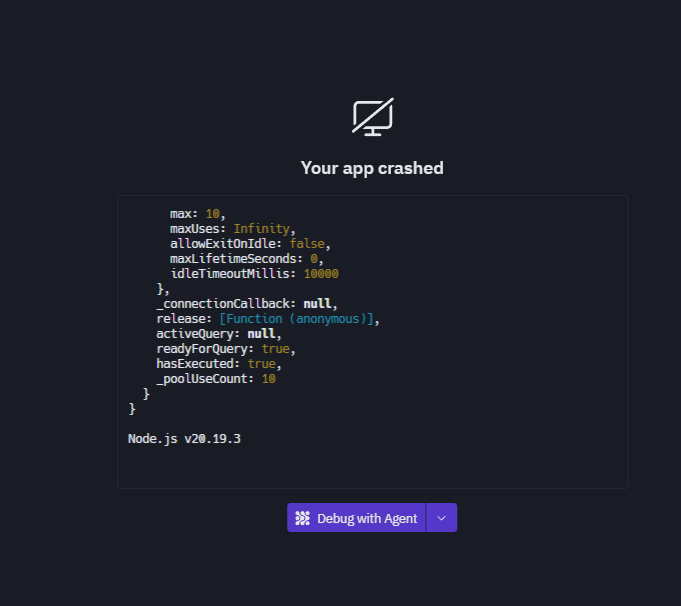 Your app crashed
max: 10,
maxUses: Infinity,
allowExitOnIdle: false,
maxLifetimeSeconds: 0,
idleTimeoutMillis: 10000
},
_connectionCallback: null,
release: [Function (anonymous)],
activeQuery: null,
readyForQuery: true,
hasExecuted: true,
_poolUseCount: 10
}
}
Node.js v20.19.3
Debug with Agent